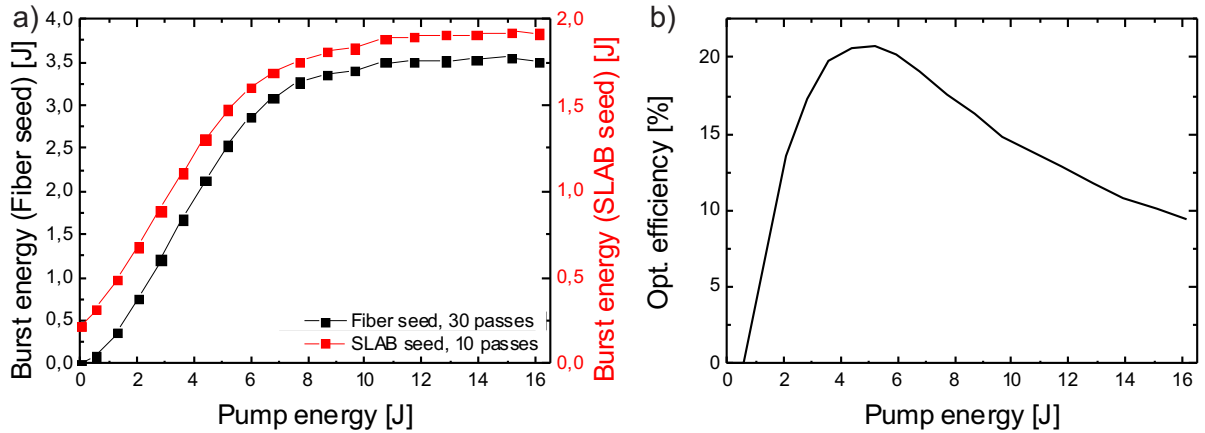 a)
Burst energy (Fiber seed) [J]
4,0
3,5
3,0
2,5
2,0
1,5
1,0
0,5
0,0
Fiber seed, 30 passes
SLAB seed, 10 passes
0 2 4 6 8 10 12 14 16
Pump energy [J]
2,0
1,5
1,0
0,5
0,0
Burst energy (SLAB seed) [J]
b)
Opt. efficiency [%]
20
15
10
5
0
0 2 4 6 8 10 12 14 16
Pump energy [J]